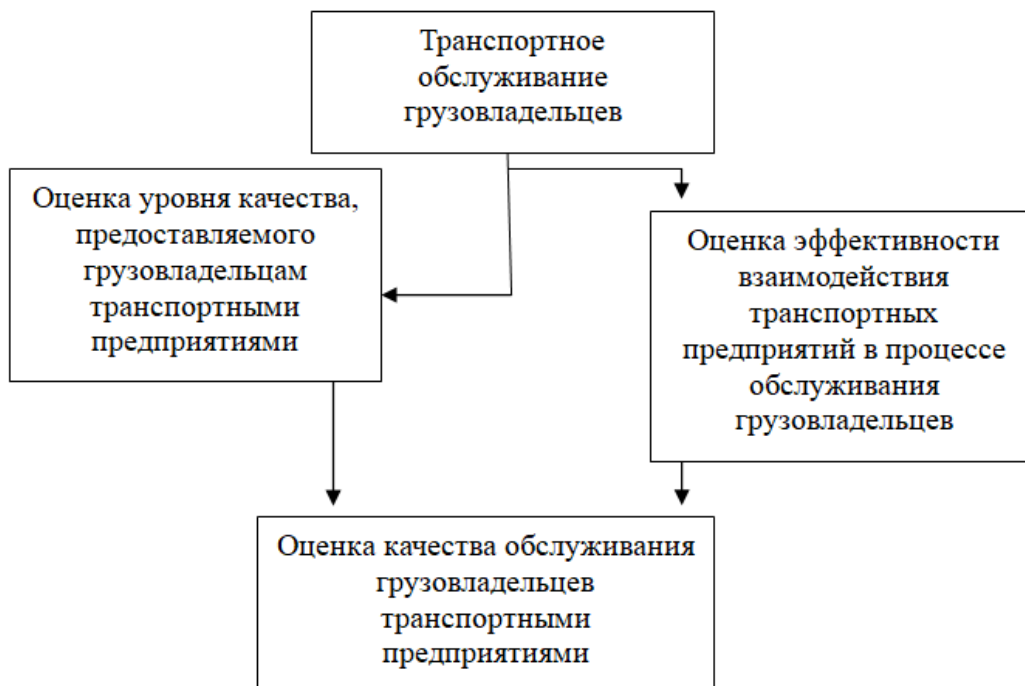 Транспортное
обслуживание
грузовладельцев
Оценка уровня качества,
предоставляемого
грузовладельцам
транспортными
предприятиями
Оценка эффективности
взаимодействия
транспортных
предприятий в процессе
обслуживания
грузовладельцев
Оценка качества обслуживания
грузовладельцев
транспортными
предприятиями